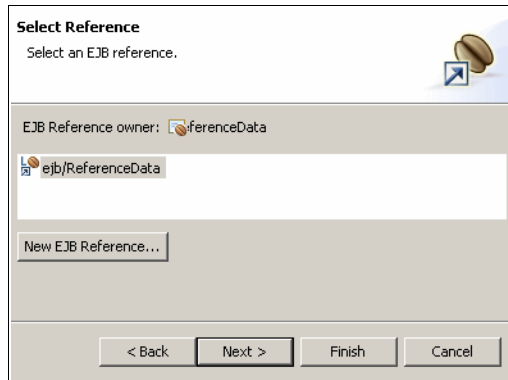 Select Reference
Select an EJB reference.
EJB Reference owner: ferenceData
ejb/ReferenceData
New EJB Reference...
< Back Next > Finish Cancel